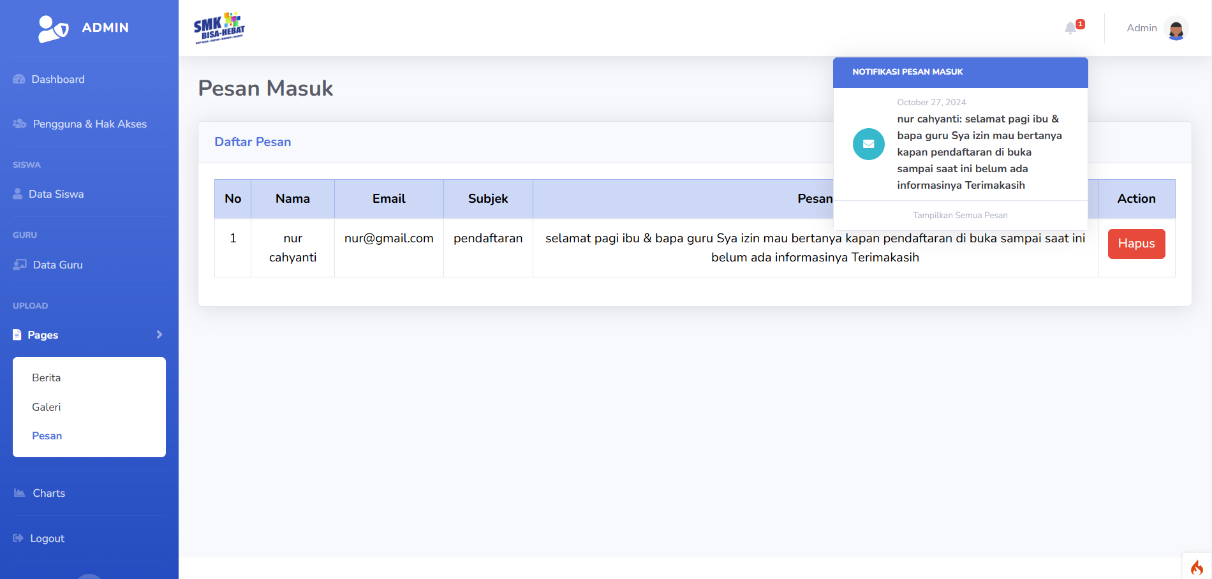 ADMIN
Dashboard
Pengguna & Hak Akses
SISWA
Data Siswa
GURU
Data Guru
UPLOAD
Pages
Berita
Galeri
Pesan
Charts
Logout
SMK
BISA-HEBAT
1
Admin
NOTIFIKASI PESAN MASUK
October 27, 2024
nur cahyanti: selamat pagi ibu &
bapa guru Sya izin mau bertanya
kapan pendaftaran di buka
sampai saat ini belum ada
informasinya Terimakasih
Tampilkan Semua Pesan
Pesan Masuk
Daftar Pesan
No Nama Email Subjek Pesan Action
1 nur nur@gmail.com pendaftaran selamat pagi ibu & bapa guru Sya izin mau bertanya kapan pendaftaran di buka sampai saat ini Hapus
cahyanti belum ada informasinya Terimakasih